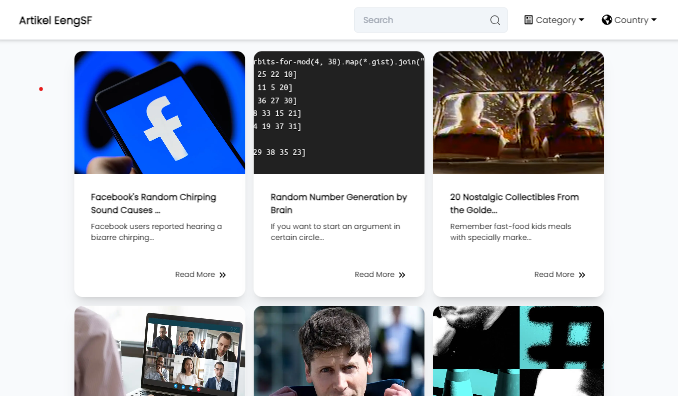 Artikel EengSF
Search
Category
Country
rbits-for-mod(4, 38).map(*.gist).join("
25 22 10]
11 5 20]
36 27 30]
8 33 15 21]
4 19 37 31]
29 38 35 23]
Facebook's Random Chirping
Sound Causes ...
Facebook users reported hearing a
bizarre chirping...
Read More
Random Number Generation by
Brain
If you want to start an argument in
certain circle...
Read More
20 Nostalgic Collectibles From
the Golde...
Remember fast-food kids meals
with specially marke...
Read More